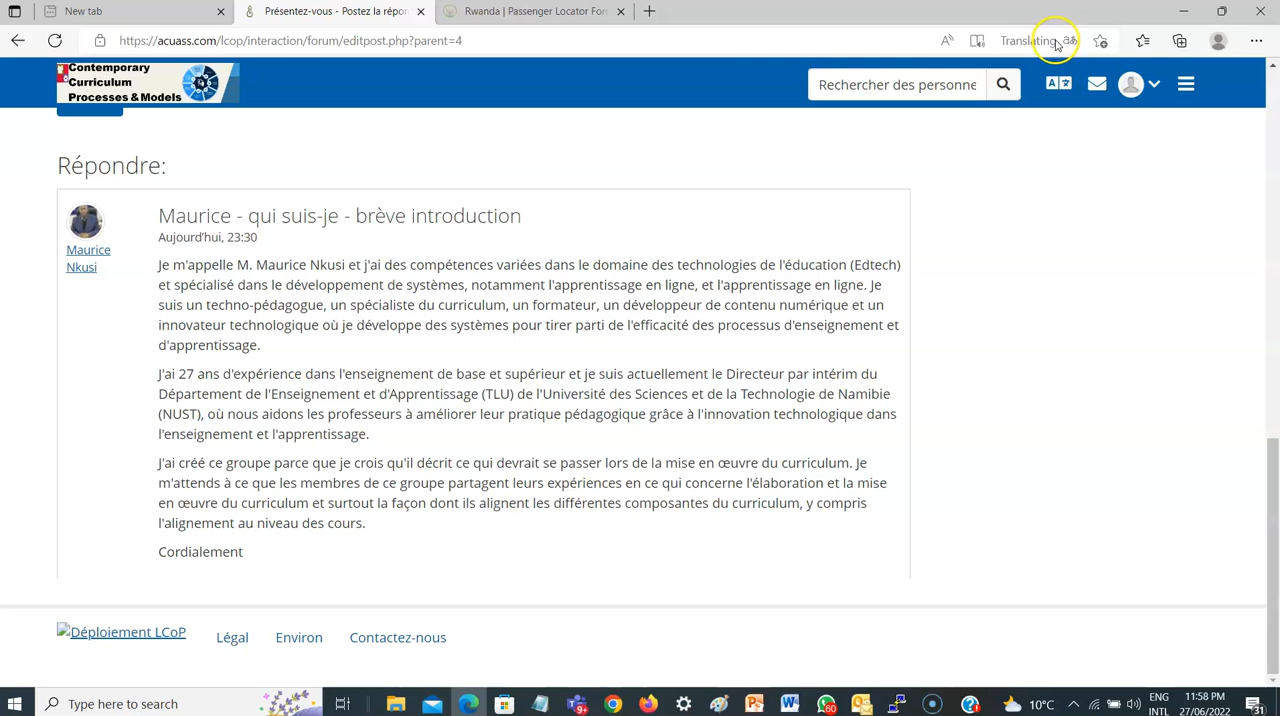 New tab
Présentez-vous - Postez la répon
Rwanda | Passenger Locator For
https://acuass.com/lcop/interaction/forum/editpost.php?parent=4
Translating
Contemporary
Curriculum
Processes & Models
Rechercher des personne
Répondre:
Maurice - qui suis-je - brève introduction
Aujourd'hui, 23:30
Maurice
Nkusi
Je m'appelle M. Maurice Nkusi et j'ai des compétences variées dans le domaine des technologies de l'éducation (Edtech)
et spécialisé dans le développement de systèmes, notamment l'apprentissage en ligne, et l'apprentissage en ligne. Je
suis un techno-pédagogue, un spécialiste du curriculum, un formateur, un développeur de contenu numérique et un
innovateur technologique où je développe des systèmes pour tirer parti de l'efficacité des processus d'enseignement et
d'apprentissage.
J'ai 27 ans d'expérience dans l'enseignement de base et supérieur et je suis actuellement le Directeur par intérim du
Département de l'Enseignement et d'Apprentissage (TLU) de l'Université des Sciences et de la Technologie de Namibie
(NUST), où nous aidons les professeurs à améliorer leur pratique pédagogique grâce à l'innovation technologique dans
l'enseignement et l'apprentissage.
J'ai créé ce groupe parce que je crois qu'il décrit ce qui devrait se passer lors de la mise en œuvre du curriculum. Je
m'attends à ce que les membres de ce groupe partagent leurs expériences en ce qui concerne l'élaboration et la mise
en œuvre du curriculum et surtout la façon dont ils alignent les différentes composantes du curriculum, y compris
l'alignement au niveau des cours.
Cordialement
Déploiement LCoP
Légal
Environ
Contactez-nous
Type here to search
60
10°C
ENG
INTL
11:58 PM
27/06/2022
31